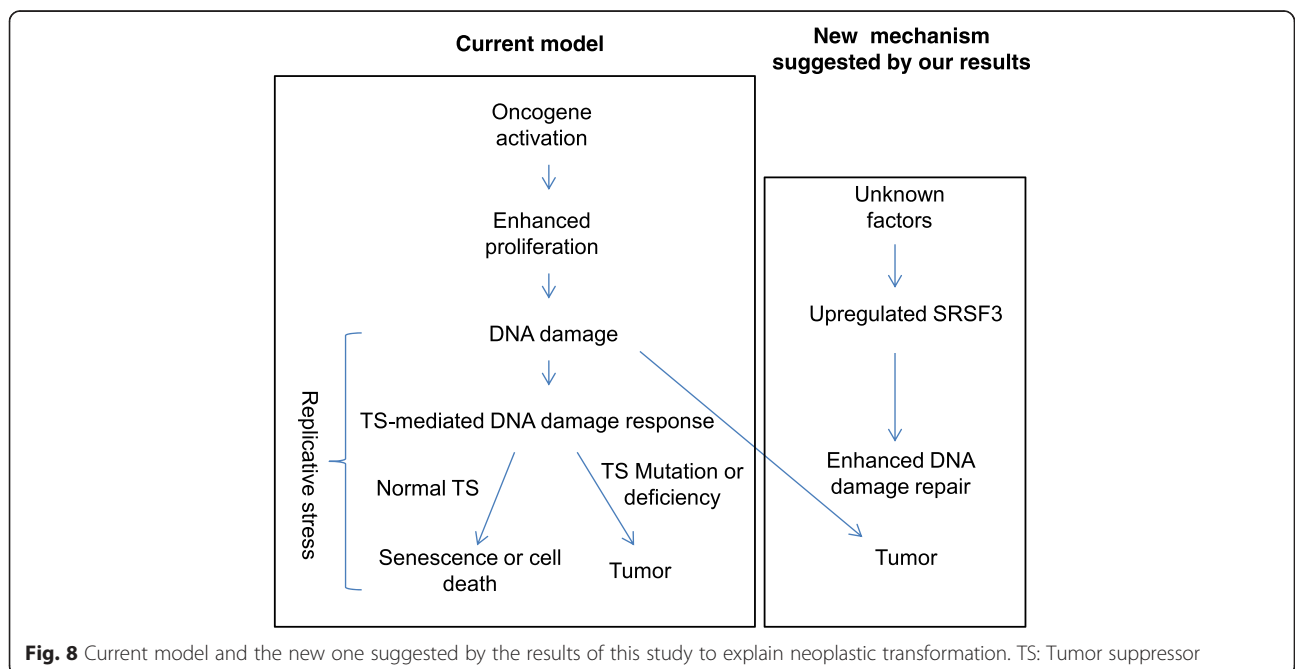 Current model
New mechanism
suggested by our results
Oncogene
activation
Enhanced
proliferation
DNA damage
TS-mediated DNA damage response
Normal TS
TS Mutation or
deficiency
Senescence or cell
death
Tumor
Replicative stress
Unknown
factors
Upregulated SRSF3
Enhanced DNA
damage repair
Tumor
Fig. 8 Current model and the new one suggested by the results of this study to explain neoplastic transformation. TS: Tumor suppressor